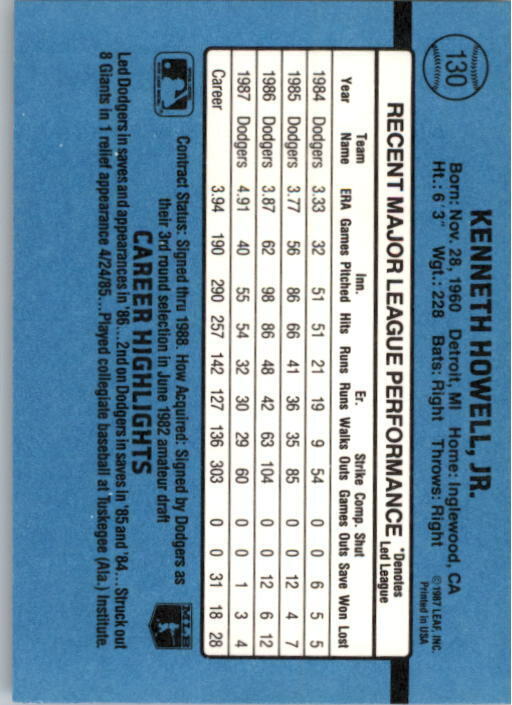 130
KENNETH HOWELL, JR.
Born: Nov. 28, 1960 Detroit, MI Home: Inglewood, CA
Ht.: 6' 3" Wgt.: 228 Bats: Right Throws: Right
©1987 LEAF, INC.
Printed in USA
RECENT MAJOR LEAGUE PERFORMANCE *Denotes Led League
Year Team Name ERA Games Inn. Pitched Hits Runs Er. Runs Walks Strike Outs Comp. Games Shut Outs Save Won Lost
1984 Dodgers 3.33 32 51 51 21 19 9 54 0 0 6 5 5
1985 Dodgers 3.77 56 86 66 41 36 35 85 0 0 12 4 7
1986 Dodgers 3.87 62 98 86 48 42 63 104 0 0 12 6 12
1987 Dodgers 4.91 40 55 54 32 30 29 60 0 0 1 3 4
Career 3.94 190 290 257 142 127 136 303 0 0 31 18 28
Contract Status: Signed thru 1988. How Acquired: Signed by Dodgers as
their 3rd round selection in June 1982 amateur draft
MLB
CAREER HIGHLIGHTS
Led Dodgers in saves and appearances in '86...2nd on Dodgers in saves in '85 and '84...Struck out
8 Giants in 1 relief appearance 4/24/85...Played collegiate baseball at Tuskegee (Ala.) Institute.